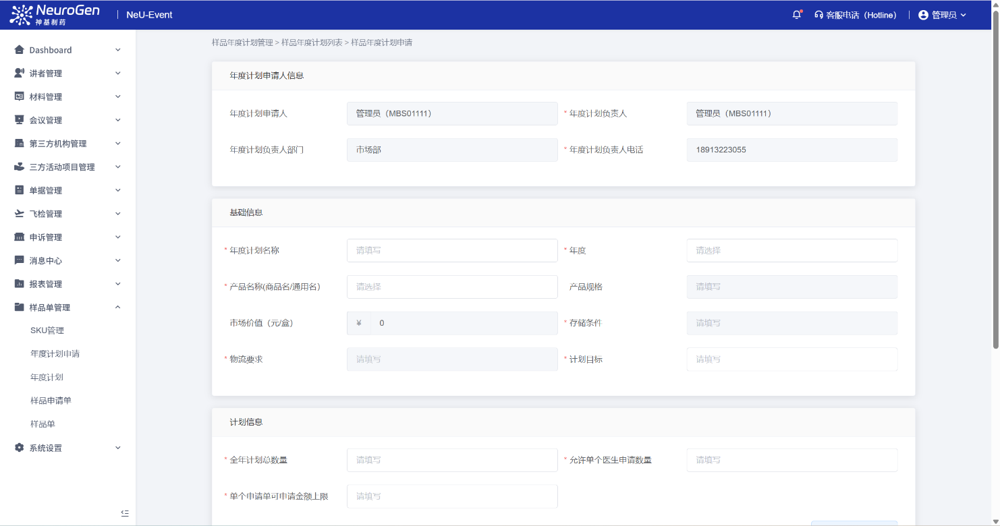 NeuroGen
神基制药
NeU-Event
客服电话（Hotline）
管理员
Dashboard
讲者管理
材料管理
会议管理
第三方机构管理
三方活动项目管理
单据管理
飞检管理
申诉管理
消息中心
报表管理
样品单管理
SKU管理
年度计划申请
年度计划
样品申请单
样品单
系统设置
样品年度计划管理 > 样品年度计划列表 > 样品年度计划申请
年度计划申请人信息
年度计划申请人 管理员（MBS01111） * 年度计划负责人 管理员（MBS01111）
年度计划负责人部门 市场部 * 年度计划负责人电话 18913223055
基础信息
* 年度计划名称 请填写 * 年度 请选择
* 产品名称(商品名/通用名） 请选择 产品规格 请填写
市场价值（元/盒） ¥ 0 * 存储条件 请填写
* 物流要求 请填写 * 计划目标 请填写
计划信息
* 全年计划总数量 请填写 * 允许单个医生申请数量 请填写
* 单个申请单可申请金额上限 请填写